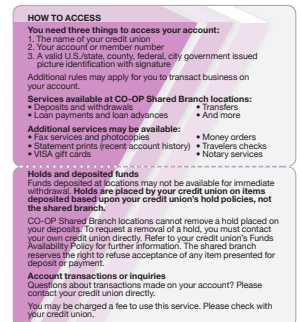 HOW TO ACCESS
You need three things to access your account:
1. The name of your credit union
2. Your account or member number
3. A valid U.S./state, county, federal, city government issued
picture identification with signature
Additional rules may apply for you to transact business on
your account.
Services available at CO-OP Shared Branch locations:
• Deposits and withdrawals • Transfers
• Loan payments and loan advances • And more
Additional services may be available:
• Fax services and photocopies • Money orders
• Statement prints (recent account history) • Travelers checks
• VISA gift cards • Notary services
Holds and deposited funds
Funds deposited at locations may not be available for immediate
withdrawal. Holds are placed by your credit union on items
deposited based upon your credit union's hold policies, not
the shared branch.
CO-OP Shared Branch locations cannot remove a hold placed on
your deposits. To request a removal of a hold, you must contact
your own credit union directly. Refer to your credit union's Funds
Availability Policy for further information. The shared branch
reserves the right to refuse acceptance of any item presented for
deposit or payment.
Account transactions or inquiries
Questions about transactions made on your account? Please
contact your credit union directly.
You may be charged a fee to use this service. Please check with
your credit union.